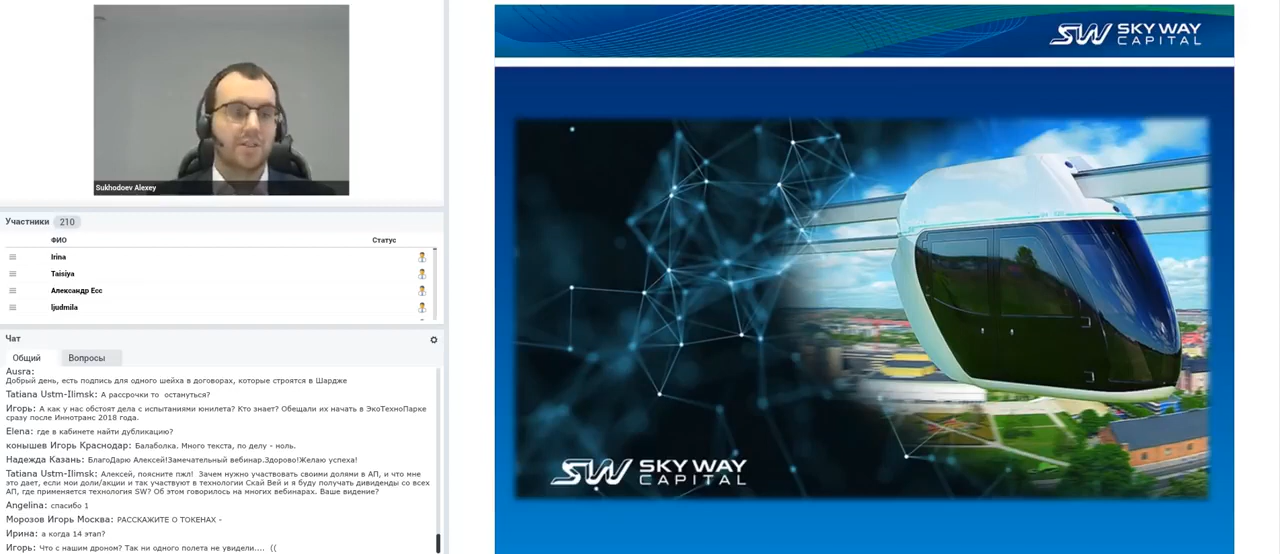 SW SKY WAY
CAPITAL
Sukhodoev Alexey
Участники 210
ФИО Статус
Irina
Taisiya
Александр Есс
ljudmila
Чат
Общий Вопросы
Ausra:
Добрый день, есть подпись для одного шейха в договорах, которые строятся в Шардже
Tatiana Ustm-Ilimsk: А рассрочки то остануться?
Игорь: А как у нас обстоят дела с испытаниями юнилета? Кто знает? Обещали их начать в ЭкоТехноПарке
сразу после Иннотранс 2018 года.
Elena: где в кабинете найти дубликацию?
конышев Игорь Краснодар: Балаболка. Много текста, по делу - ноль.
Надежда Казань: БлагоДарю Алексей!Замечательный вебинар.Здорово!Желаю успеха!
Tatiana Ustm-Ilimsk: Алексей, поясните пжл! Зачем нужно участвовать своими долями в АП, и что мне
это дает, если мои доли/акции и так участвуют в технологии Скай Вей и я буду получать дивиденды со всех
АП, где применяется технология SW? Об этом говорилось на многих вебинарах. Ваше видение?
Angelina: спасибо 1
Морозов Игорь Москва: РАССКАЖИТЕ О ТОКЕНАХ -
Ирина: а когда 14 этап?
Игорь: Что с нашим дроном? Так ни одного полета не увидели.... ((
SW SKY WAY
CAPITAL